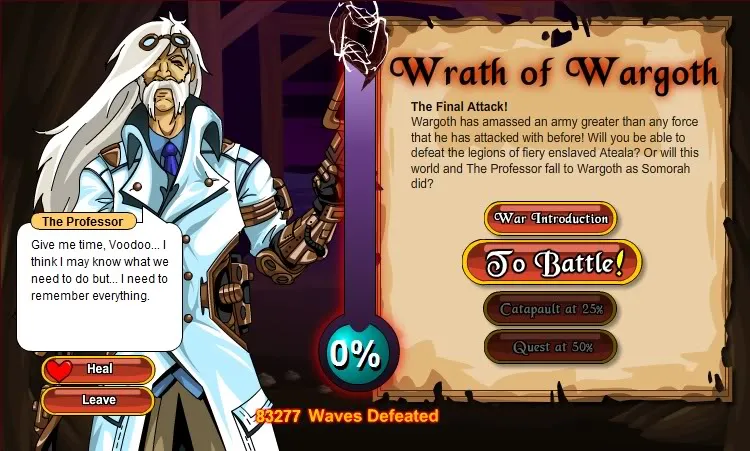 Wrath of Wargoth
The Final Attack!
Wargoth has amassed an army greater than any force
that he has attacked with before! Will you be able to
defeat the legions of fiery enslaved Ateala? Or will this
world and The Professor fall to Wargoth as Somorah
did?
War Introduction
To Battle!
Catapault at 25%
Quest at 50%
The Professor
Give me time, Voodoo... I
think I may know what we
need to do but... I need to
remember everything.
Heal
Leave
0%
83277 Waves Defeated